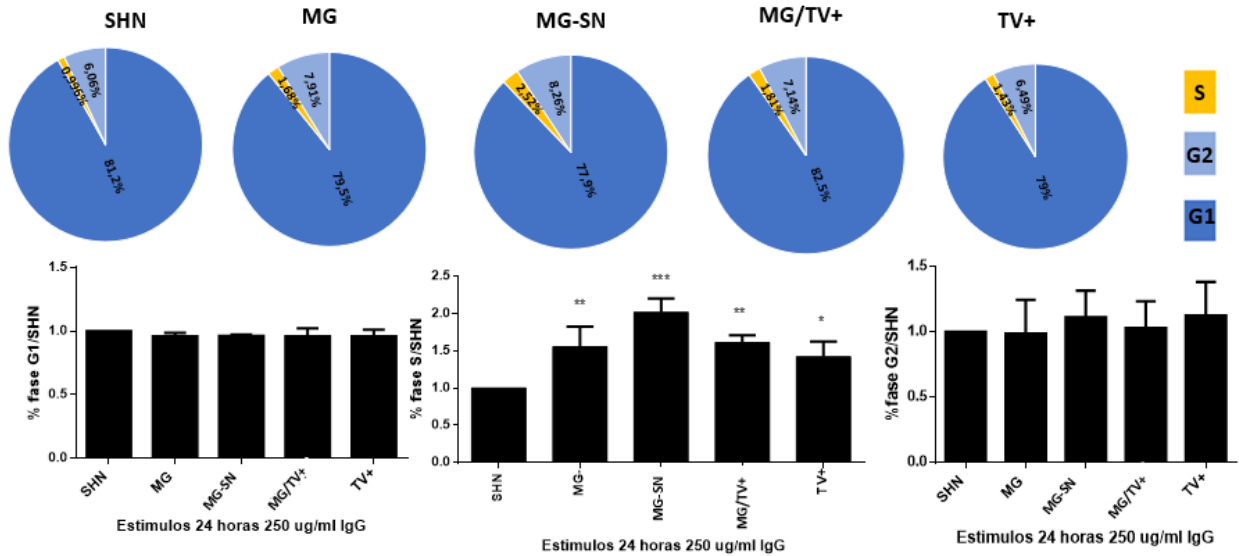 SHN
MG
MG-SN
MG/TV+
TV+
0,996%
6,06%
81,2%
1,68%
7,91%
79,5%
2,52%
8,26%
77,9%
1,81%
7,14%
82,5%
1,43%
6,49%
79%
S
G2
G1
% fase G1/SHN
1.5
1.0
0.5
0.0
SHN
MG
MG-SN
MG/TV+
TV+
Estimulos 24 horas 250 ug/ml IgG
% fase S/SHN
2.5
2.0
1.5
1.0
0.5
0.0
**
***
**
*
SHN
MG-
MG-SN
MG/TV+
TV+
Estimulos 24 horas 250 ug/ml IgG
%fase G2/SHN
1.5
1.0
0.5
0.0
SHN
MG
MG-SN
MG/TV+
TV+
Estimulos 24 horas 250 ug/ml IgG